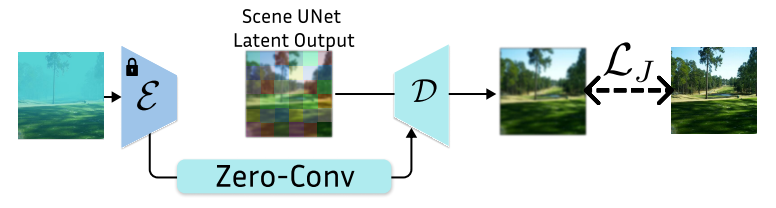 Scene UNet
Latent Output
ℰ
𝒟
ℒ_J
Zero-Conv